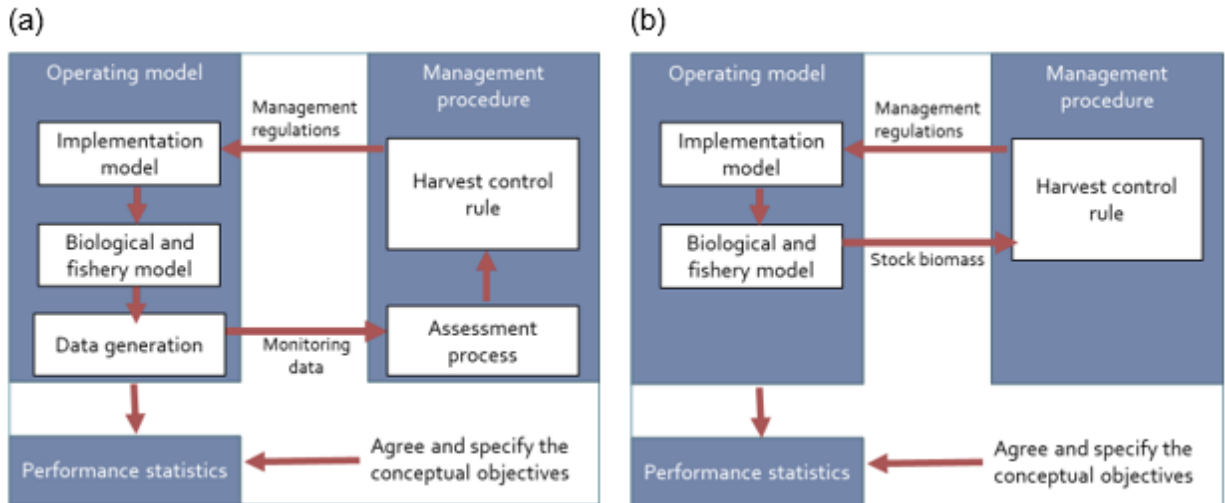 (a)
Operating model
Management
procedure
Management
regulations
Implementation
model
Harvest control
rule
Biological and
fishery model
Data generation
Monitoring
data
Assessment
process
Performance statistics
Agree and specify the
conceptual objectives
(b)
Operating model
Management
procedure
Management
regulations
Implementation
model
Harvest control
rule
Biological and
fishery model
Stock biomass
Performance statistics
Agree and specify the
conceptual objectives